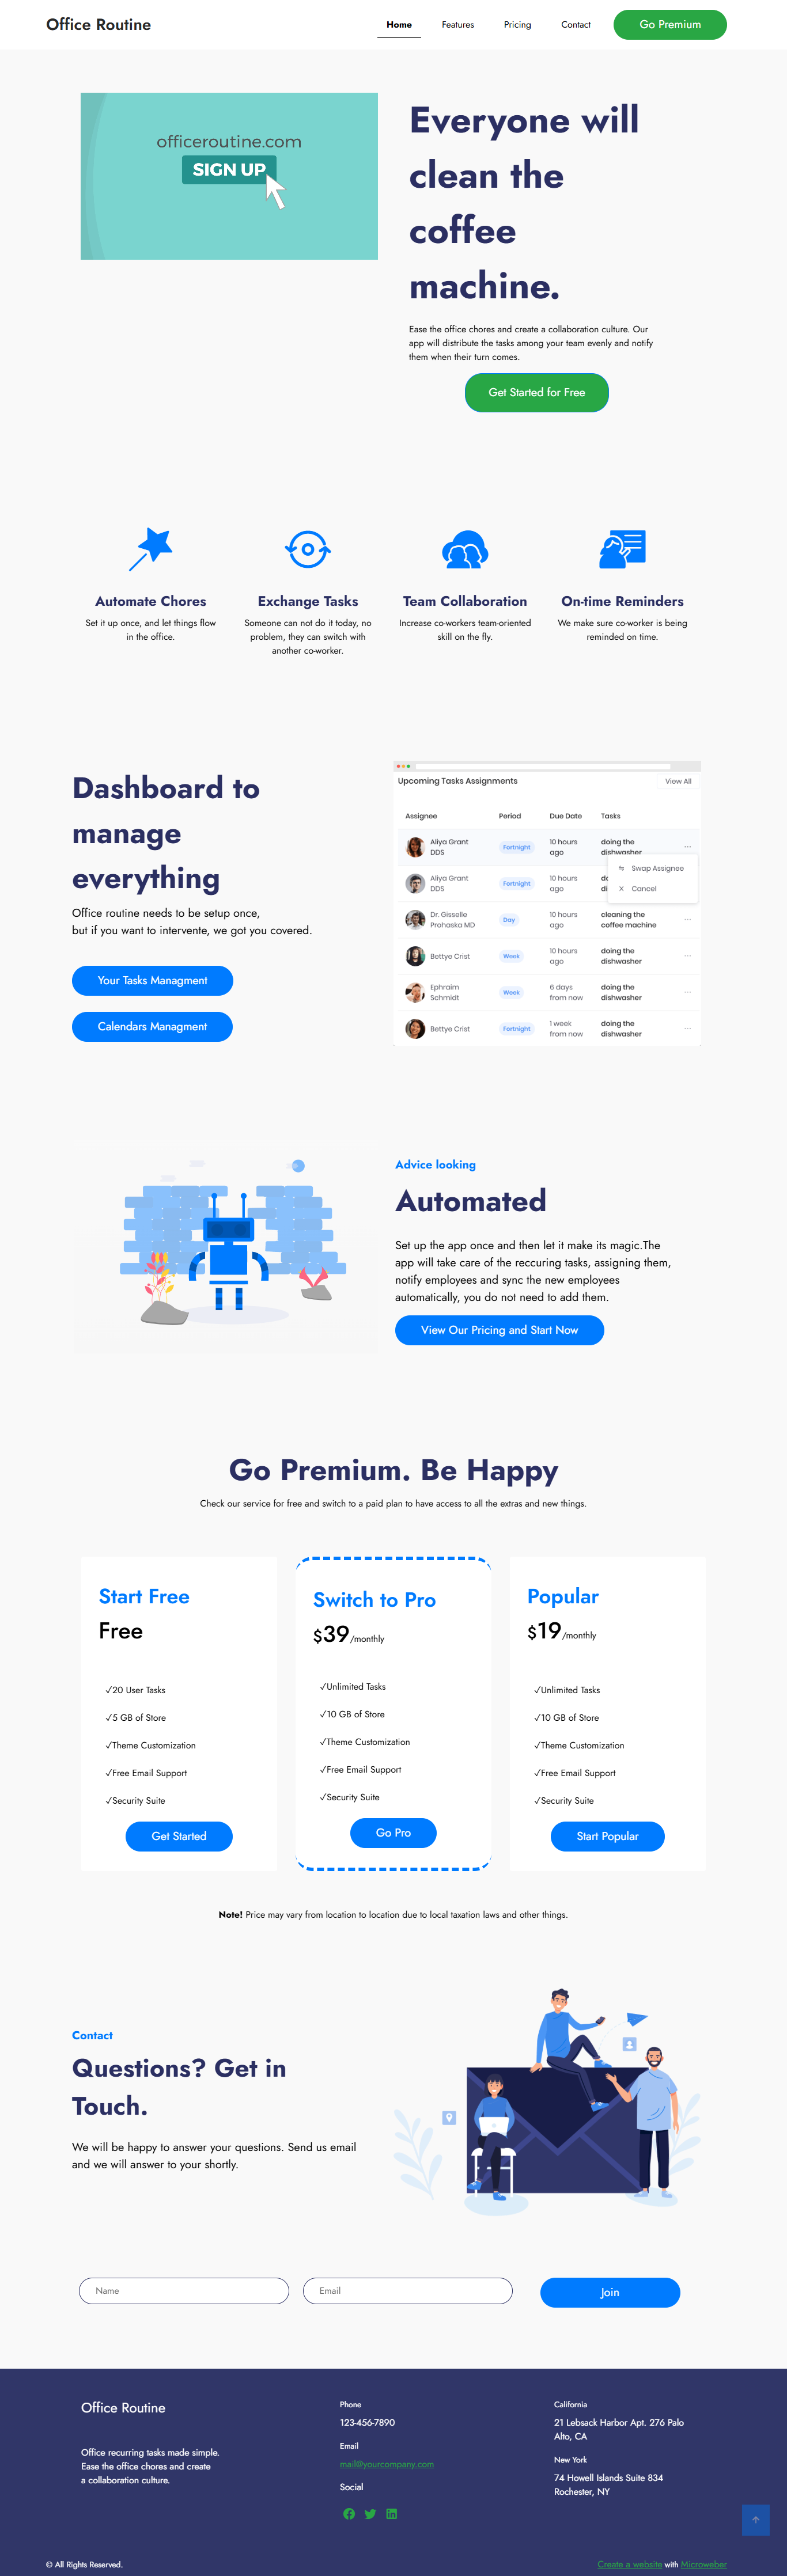 Office Routine
Home
Features
Pricing
Contact
Go Premium
officeroutine.com
SIGN UP
Everyone will
clean the
coffee
machine.
Ease the office chores and create a collaboration culture. Our
app will distribute the tasks among your team evenly and notify
them when their turn comes.
Get Started for Free
Automate Chores
Set it up once, and let things flow
in the office.
Exchange Tasks
Someone can not do it today, no
problem, they can switch with
another co-worker.
Team Collaboration
Increase co-workers team-oriented
skill on the fly.
On-time Reminders
We make sure co-worker is being
reminded on time.
Dashboard to
manage
everything
Office routine needs to be setup once,
but if you want to intervente, we got you covered.
Your Tasks Managment
Calendars Managment
Upcoming Tasks Assignments
View All
Assignee Period Due Date Tasks
Aliya Grant
DDS
Fortnight
10 hours
ago
doing the
dishwasher
Swap Assignee
Cancel
Aliya Grant
DDS
Fortnight
10 hours
ago
Dr. Gisselle
Prohaska MD
Day
10 hours
ago
cleaning the
coffee machine
Bettye Crist
Week
10 hours
ago
doing the
dishwasher
Ephraim
Schmidt
Week
6 days
from now
doing the
dishwasher
Bettye Crist
Fortnight
1 week
from now
doing the
dishwasher
Advice looking
Automated
Set up the app once and then let it make its magic.The
app will take care of the reccuring tasks, assigning them,
notify employees and sync the new employees
automatically, you do not need to add them.
View Our Pricing and Start Now
Go Premium. Be Happy
Check our service for free and switch to a paid plan to have access to all the extras and new things.
Start Free
Free
✓20 User Tasks
✓5 GB of Store
✓Theme Customization
✓Free Email Support
✓Security Suite
Get Started
Switch to Pro
$39/monthly
✓Unlimited Tasks
✓10 GB of Store
✓Theme Customization
✓Free Email Support
✓Security Suite
Go Pro
Popular
$19/monthly
✓Unlimited Tasks
✓10 GB of Store
✓Theme Customization
✓Free Email Support
✓Security Suite
Start Popular
Note! Price may vary from location to location due to local taxation laws and other things.
Contact
Questions? Get in
Touch.
We will be happy to answer your questions. Send us email
and we will answer to your shortly.
Name
Email
Join
Office Routine
Office recurring tasks made simple.
Ease the office chores and create
a collaboration culture.
Phone
123-456-7890
Email
mail@yourcompany.com
Social
California
21 Lebsack Harbor Apt. 276 Palo
Alto, CA
New York
74 Howell Islands Suite 834
Rochester, NY
© All Rights Reserved.
Create a website with Microweber